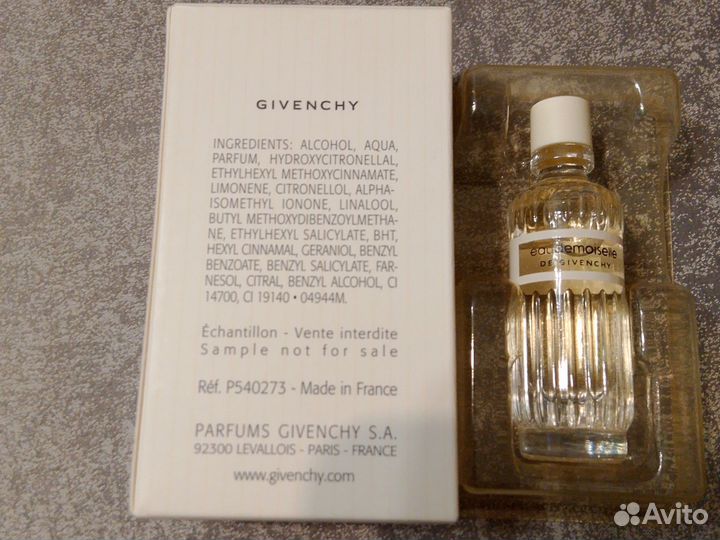 GIVENCHY
INGREDIENTS: ALCOHOL, AQUA,
PARFUM, HYDROXYCITRONELLAL,
ETHYLHEXYL METHOXYCINNAMATE,
LIMONENE, CITRONELLOL, ALPHA-
ISOMETHYL IONONE, LINALOOL,
BUTYL METHOXYDIBENZOYLMETHA-
NE, ETHYLHEXYL SALICYLATE, BHT,
HEXYL CINNAMAL, GERANIOL, BENZYL
BENZOATE, BENZYL SALICYLATE, FAR-
NESOL, CITRAL, BENZYL ALCOHOL, CI
14700, CI 19140 • 04944M.
Échantillon - Vente interdite
Sample not for sale
Réf. P540273 - Made in France
PARFUMS GIVENCHY S.A.
92300 LEVALLOIS - PARIS - FRANCE
www.givenchy.com
eaudemoiselle
DE GIVENCHY
Avito